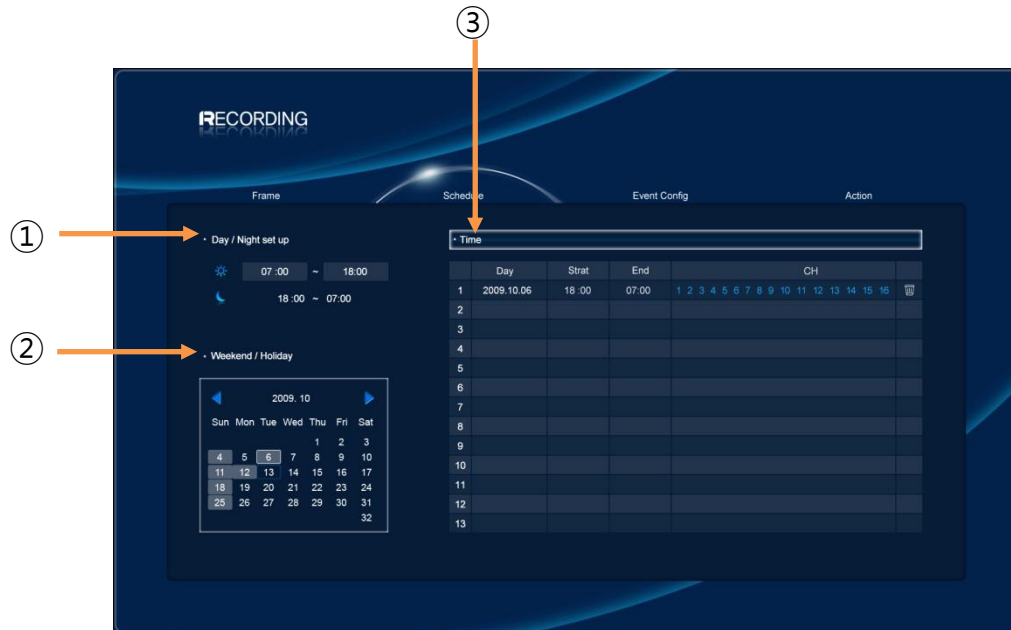 ③
RECORDING
Frame Schedule Event Config Action
①
· Day / Night set up
07 :00 ~ 18:00
18 :00 ~ 07:00
②
· Weekend / Holiday
2009. 10
Sun Mon Tue Wed Thu Fri Sat
1 2 3
4 5 6 7 8 9 10
11 12 13 14 15 16 17
18 19 20 21 22 23 24
25 26 27 28 29 30 31
32
· Time
Day Strat End CH
1 2009.10.06 18 :00 07:00 1 2 3 4 5 6 7 8 9 10 11 12 13 14 15 16
2
3
4
5
6
7
8
9
10
11
12
13